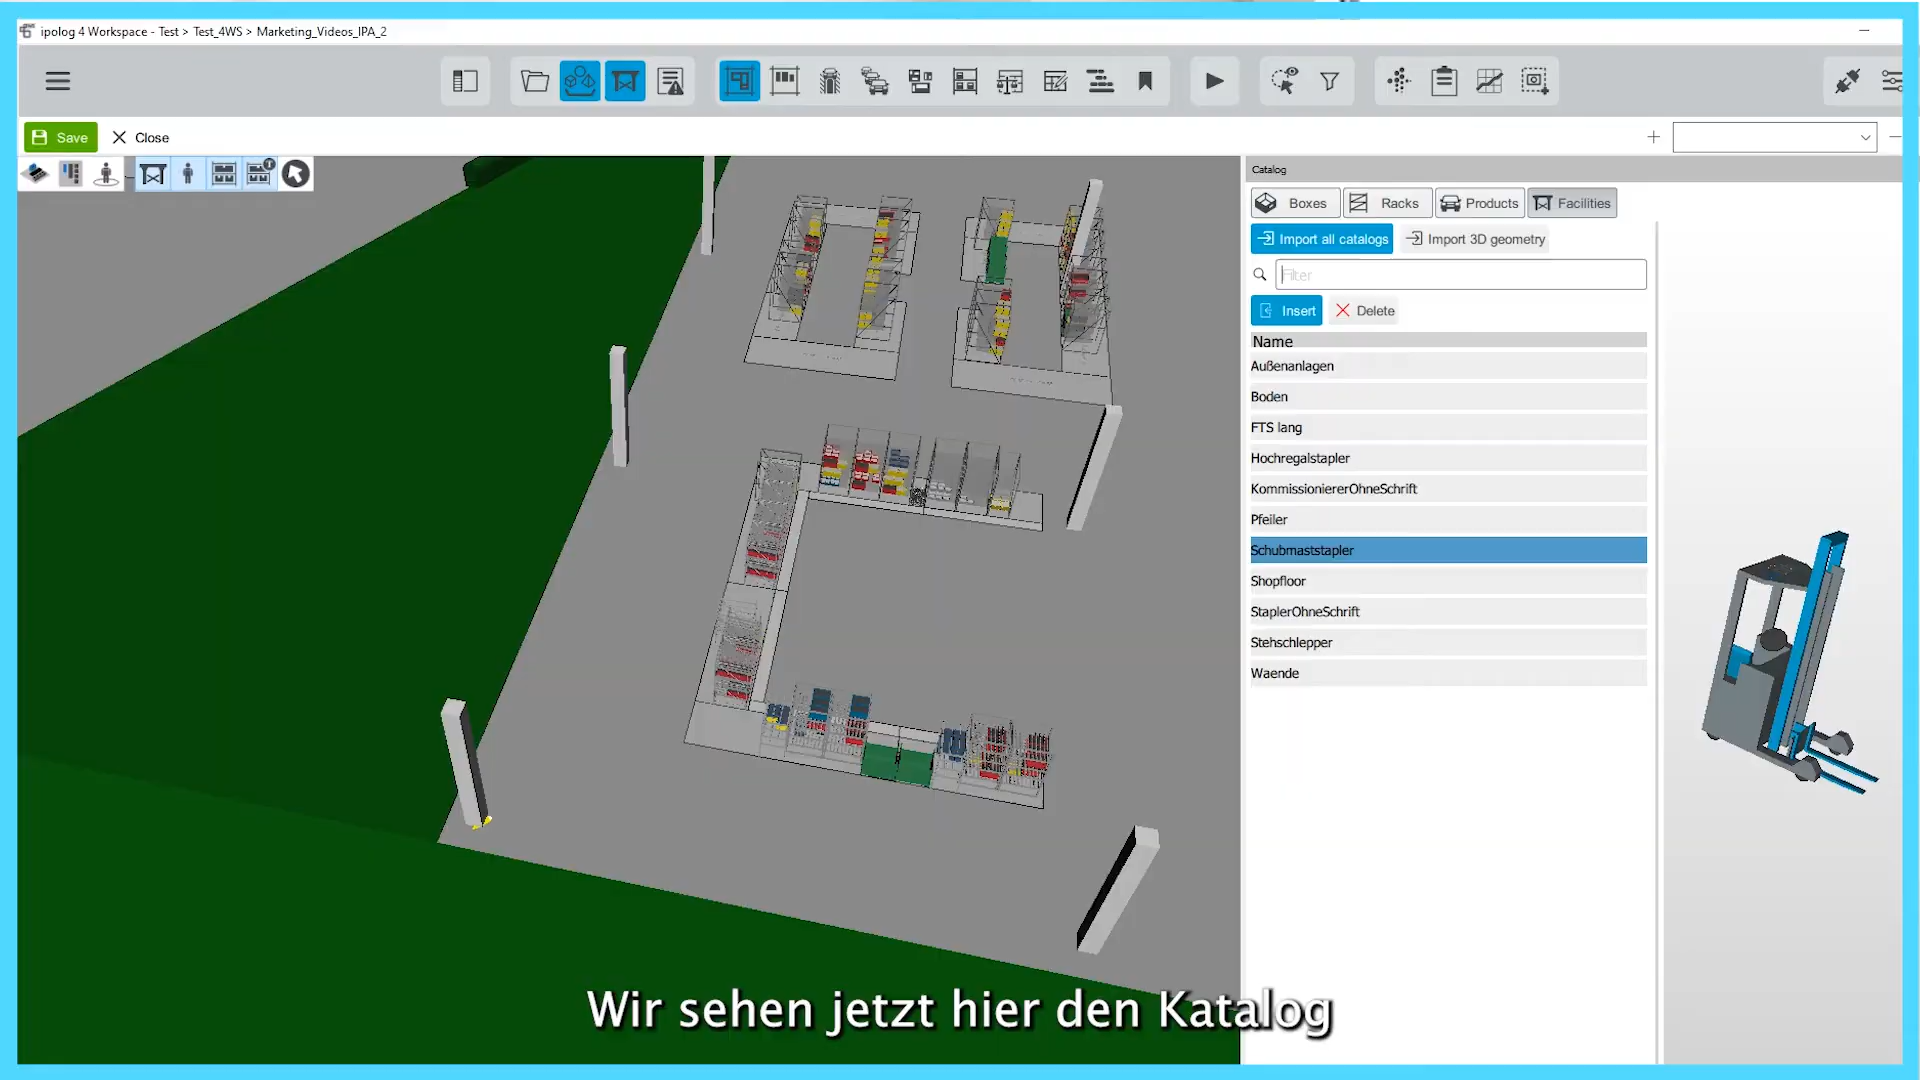 ipolog 4 Workspace - Test > Test_4WS > Marketing_Videos_IPA_2
Save
Close
Catalog
Boxes
Racks
Products
Facilities
Import all catalogs
Import 3D geometry
Filter
Insert
Delete
Name
Außenanlagen
Boden
FTS lang
Hochregalstapler
KommissioniererOhneSchrift
Pfeiler
Schubmaststapler
Shopfloor
StaplerOhneSchrift
Stehschlepper
Waende
Wir sehen jetzt hier den Katalog